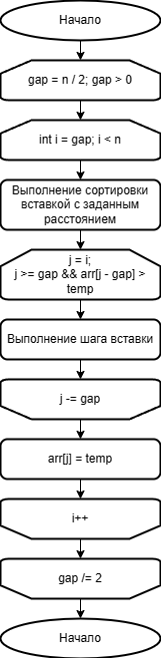 Начало
gap = n / 2; gap > 0
int i = gap; i < n
Выполнение сортировки
вставкой с заданным
расстоянием
j = i;
j >= gap && arr[j - gap] >
temp
Выполнение шага вставки
j -= gap
arr[j] = temp
i++
gap /= 2
Начало